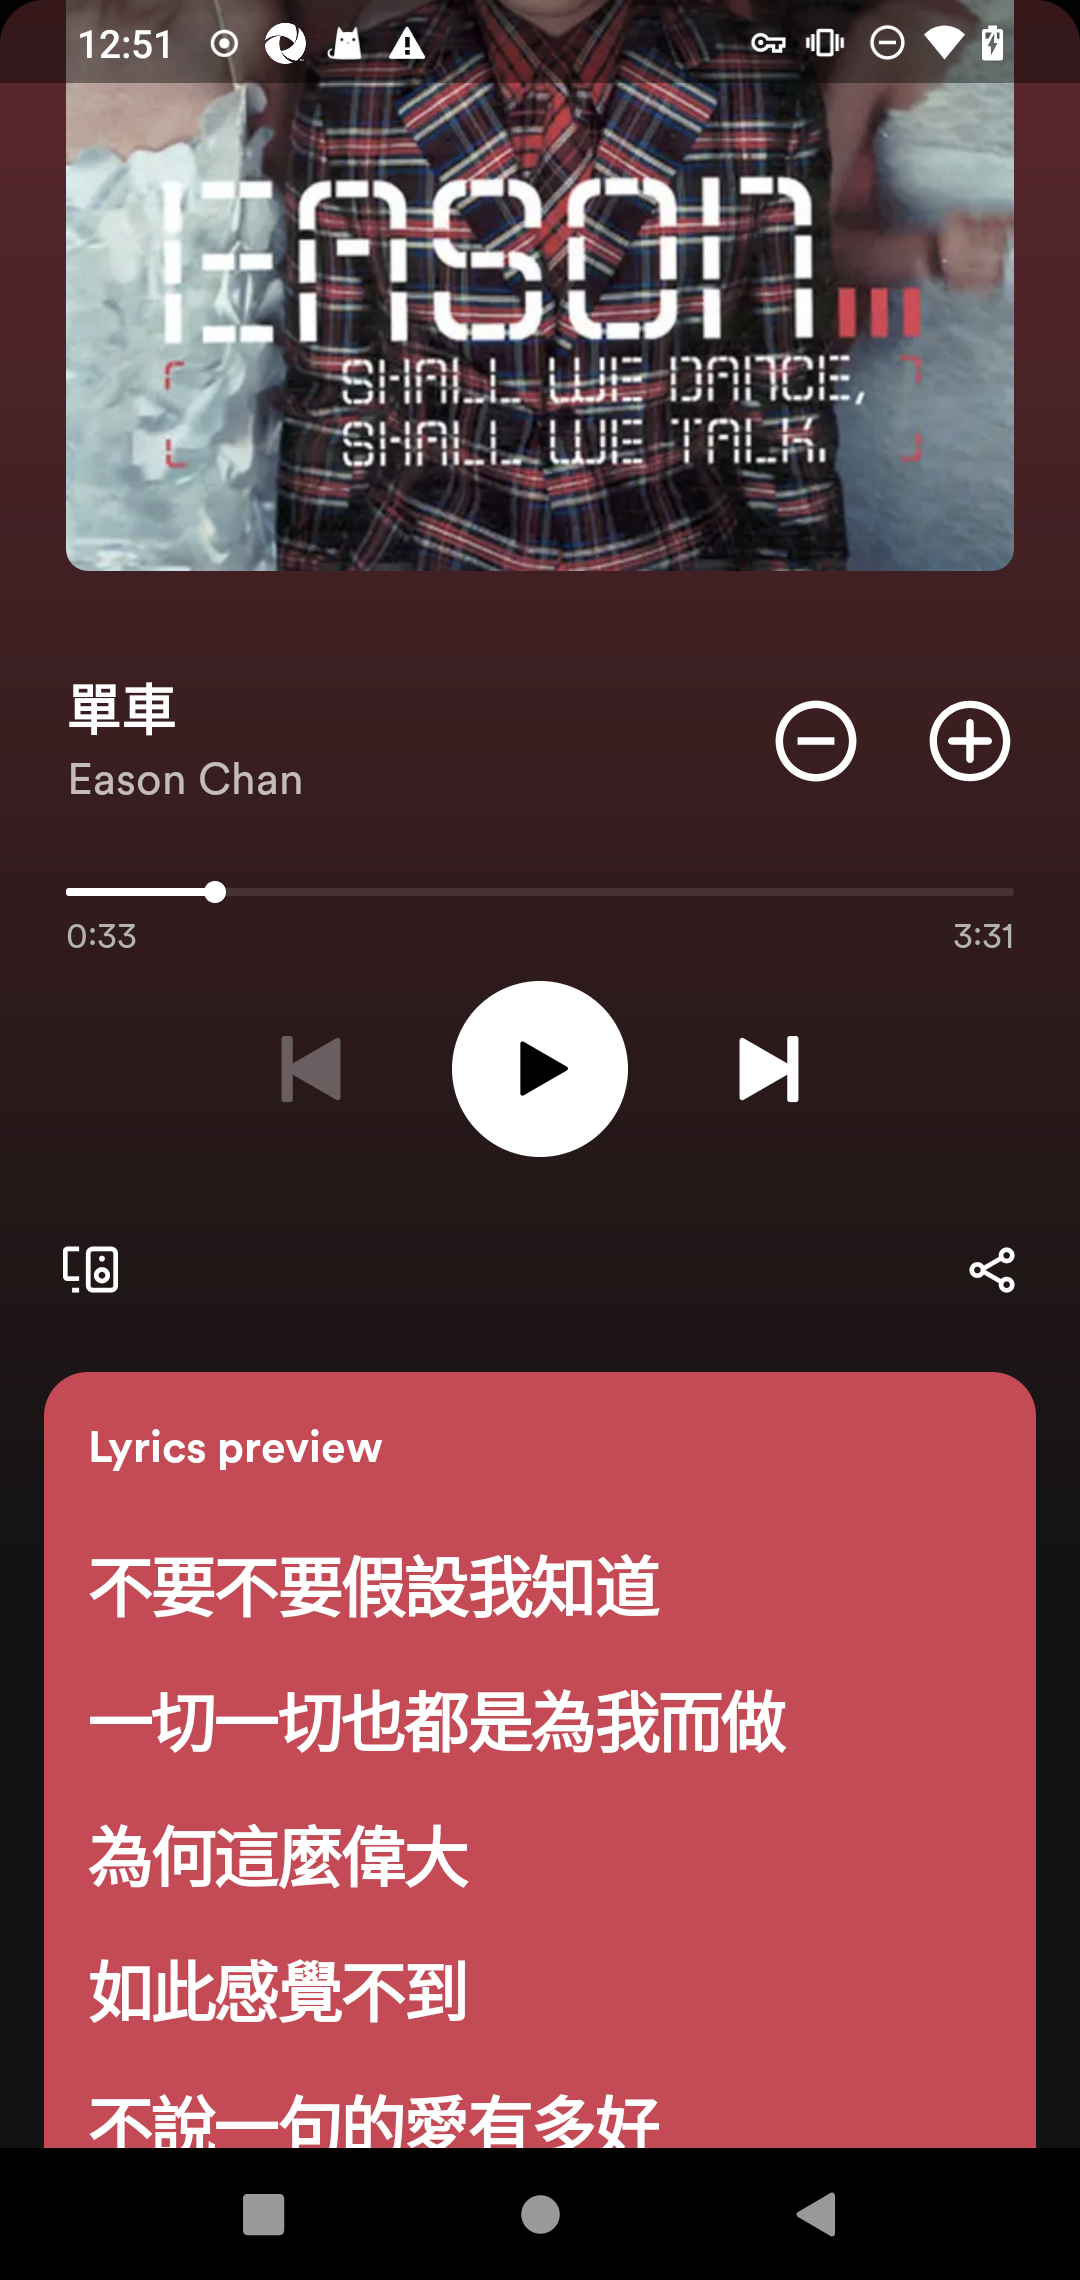 12:51
EASON...
SHALL WE DANCE,
SHALL WE TALK.
單車
Eason Chan
0:33
3:31
Lyrics preview
不要不要假設我知道
一切一切也都是為我而做
為何這麼偉大
如此感覺不到
不說一句的愛有多好